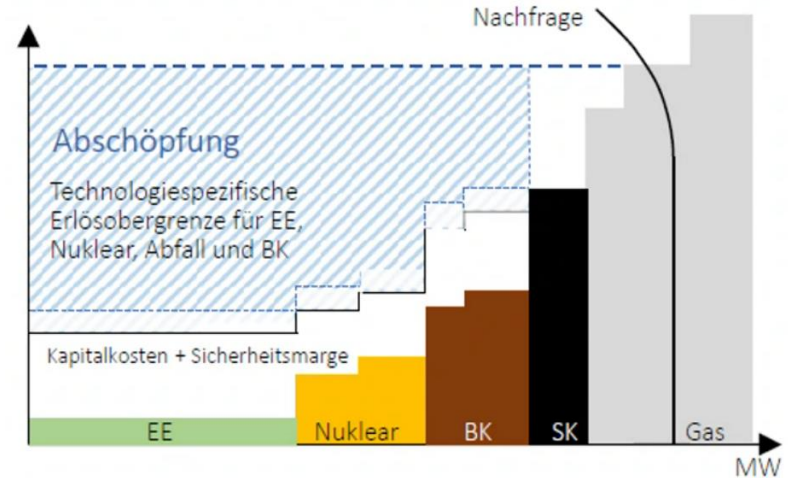 Nachfrage
Abschöpfung
Technologiespezifische
Erlösobergrenze für EE,
Nuklear, Abfall und BK
Kapitalkosten + Sicherheitsmarge
EE
Nuklear
BK
SK
Gas
MW